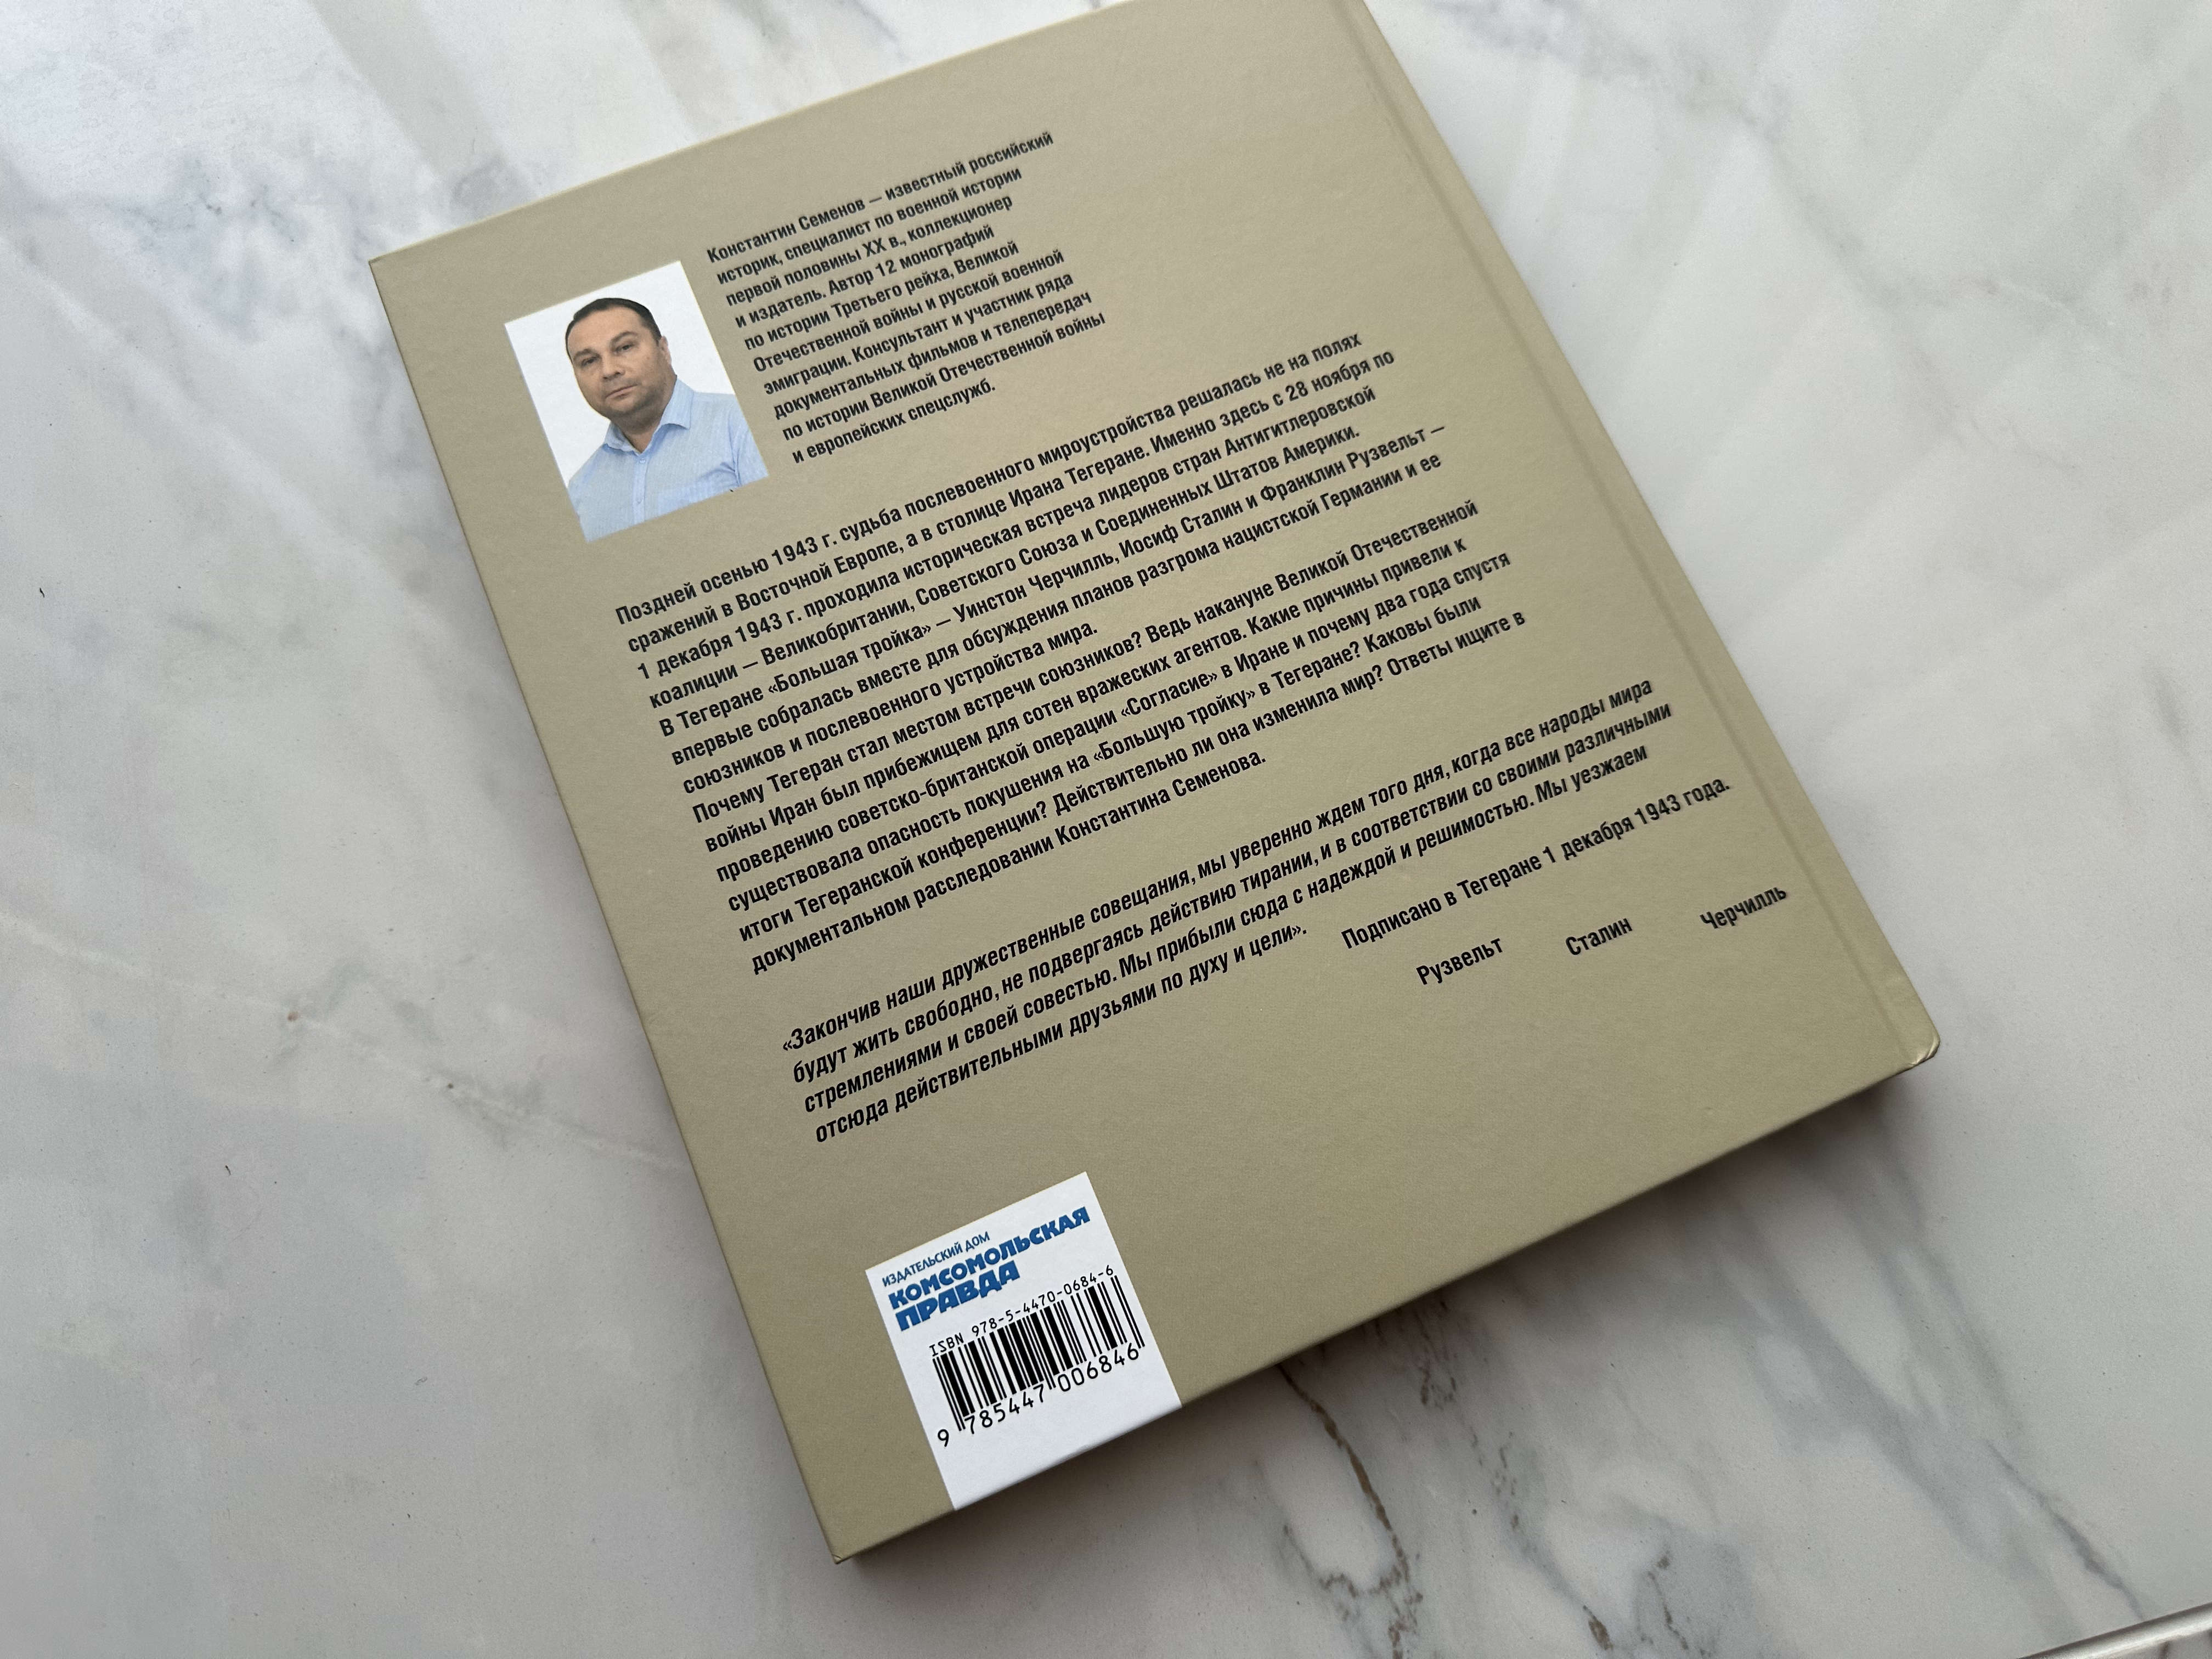 Константин Семенов — известный российский
историк, специалист по военной истории
первой половины XX в., коллекционер
и издатель. Автор 12 монографий
по истории Третьего рейха, Великой
Отечественной войны и русской военной
эмиграции. Консультант и участник ряда
документальных фильмов и телепередач
по истории Великой Отечественной войны
и европейских спецслужб.
Поздней осенью 1943 г. судьба послевоенного мироустройства решалась не на полях
сражений в Восточной Европе, а в столице Ирана Тегеране. Именно здесь с 28 ноября по
1 декабря 1943 г. проходила историческая встреча лидеров стран Антигитлеровской
коалиции — Великобритании, Советского Союза и Соединенных Штатов Америки.
В Тегеране «Большая тройка» — Уинстон Черчилль, Иосиф Сталин и Франклин Рузвельт —
впервые собралась вместе для обсуждения планов разгрома нацистской Германии и ее
союзников и послевоенного устройства мира.
Почему Тегеран стал местом встречи союзников? Ведь накануне Великой Отечественной
войны Иран был прибежищем для сотен вражеских агентов. Какие причины привели к
проведению советско-британской операции «Согласие» в Иране и почему два года спустя
существовала опасность покушения на «Большую тройку» в Тегеране? Каковы были
итоги Тегеранской конференции? Действительно ли она изменила мир? Ответы ищите в
документальном расследовании Константина Семенова.
«Закончив наши дружественные совещания, мы уверенно ждем того дня, когда все народы мира
будут жить свободно, не подвергаясь действию тирании, и в соответствии со своими различными
стремлениями и своей совестью. Мы прибыли сюда с надеждой и решимостью. Мы уезжаем
отсюда действительными друзьями по духу и цели».
Подписано в Тегеране 1 декабря 1943 года.
Рузвельт Сталин Черчилль
ИЗДАТЕЛЬСКИЙ ДОМ
КОМСОМОЛЬСКАЯ
ПРАВДА
ISBN 978-5-4470-0684-6
9 785447 006846